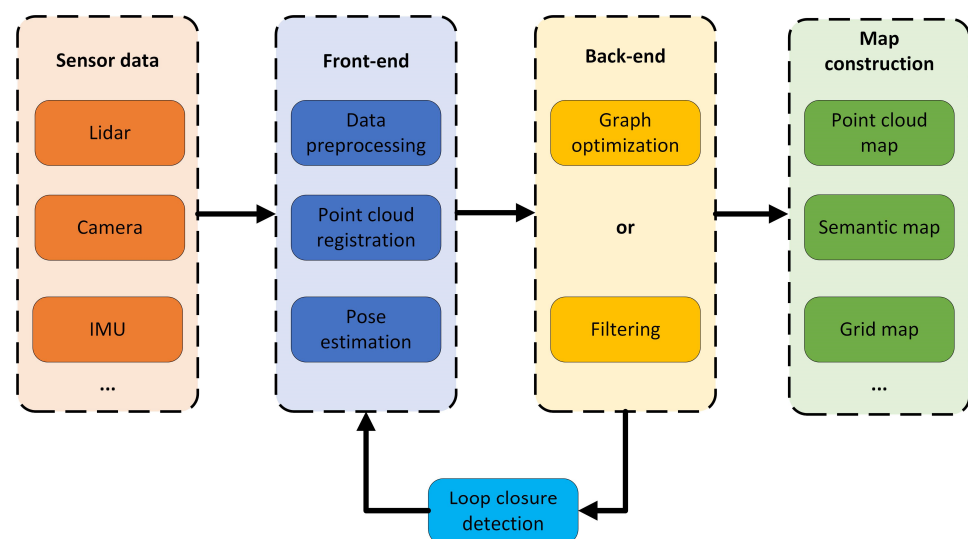 Sensor data
Lidar
Camera
IMU
...
Front-end
Data
preprocessing
Point cloud
registration
Pose
estimation
Back-end
Graph
optimization
or
Filtering
Map
construction
Point cloud
map
Semantic map
Grid map
...
Loop closure
detection